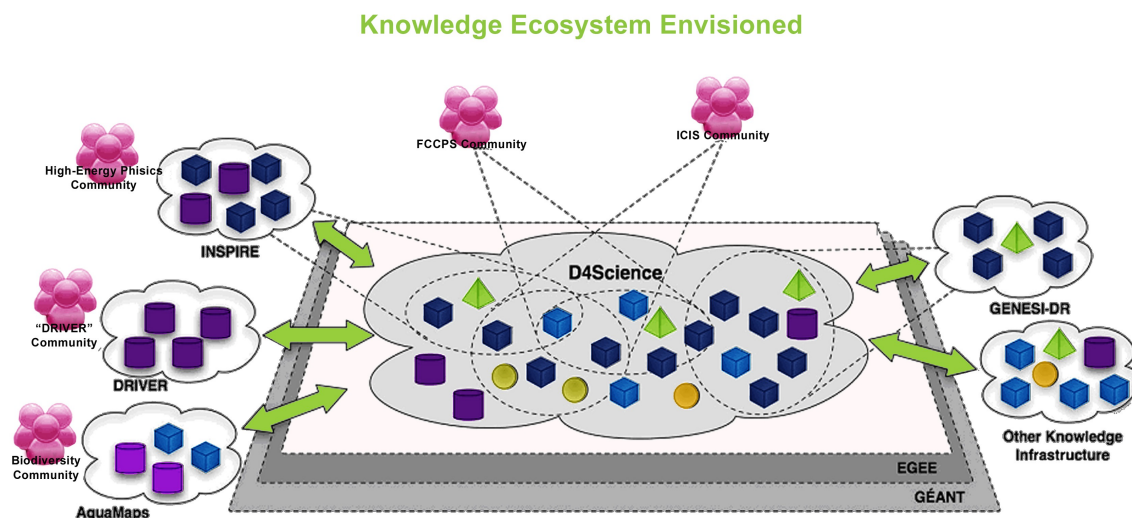 Knowledge Ecosystem Envisioned
FCCPS Community
ICIS Community
High-Energy Phisics
Community
INSPIRE
D4Science
GENESI-DR
"DRIVER"
Community
DRIVER
Biodiversity
Community
AquaMaps
Other Knowledge
Infrastructure
EGEE
GÉANT